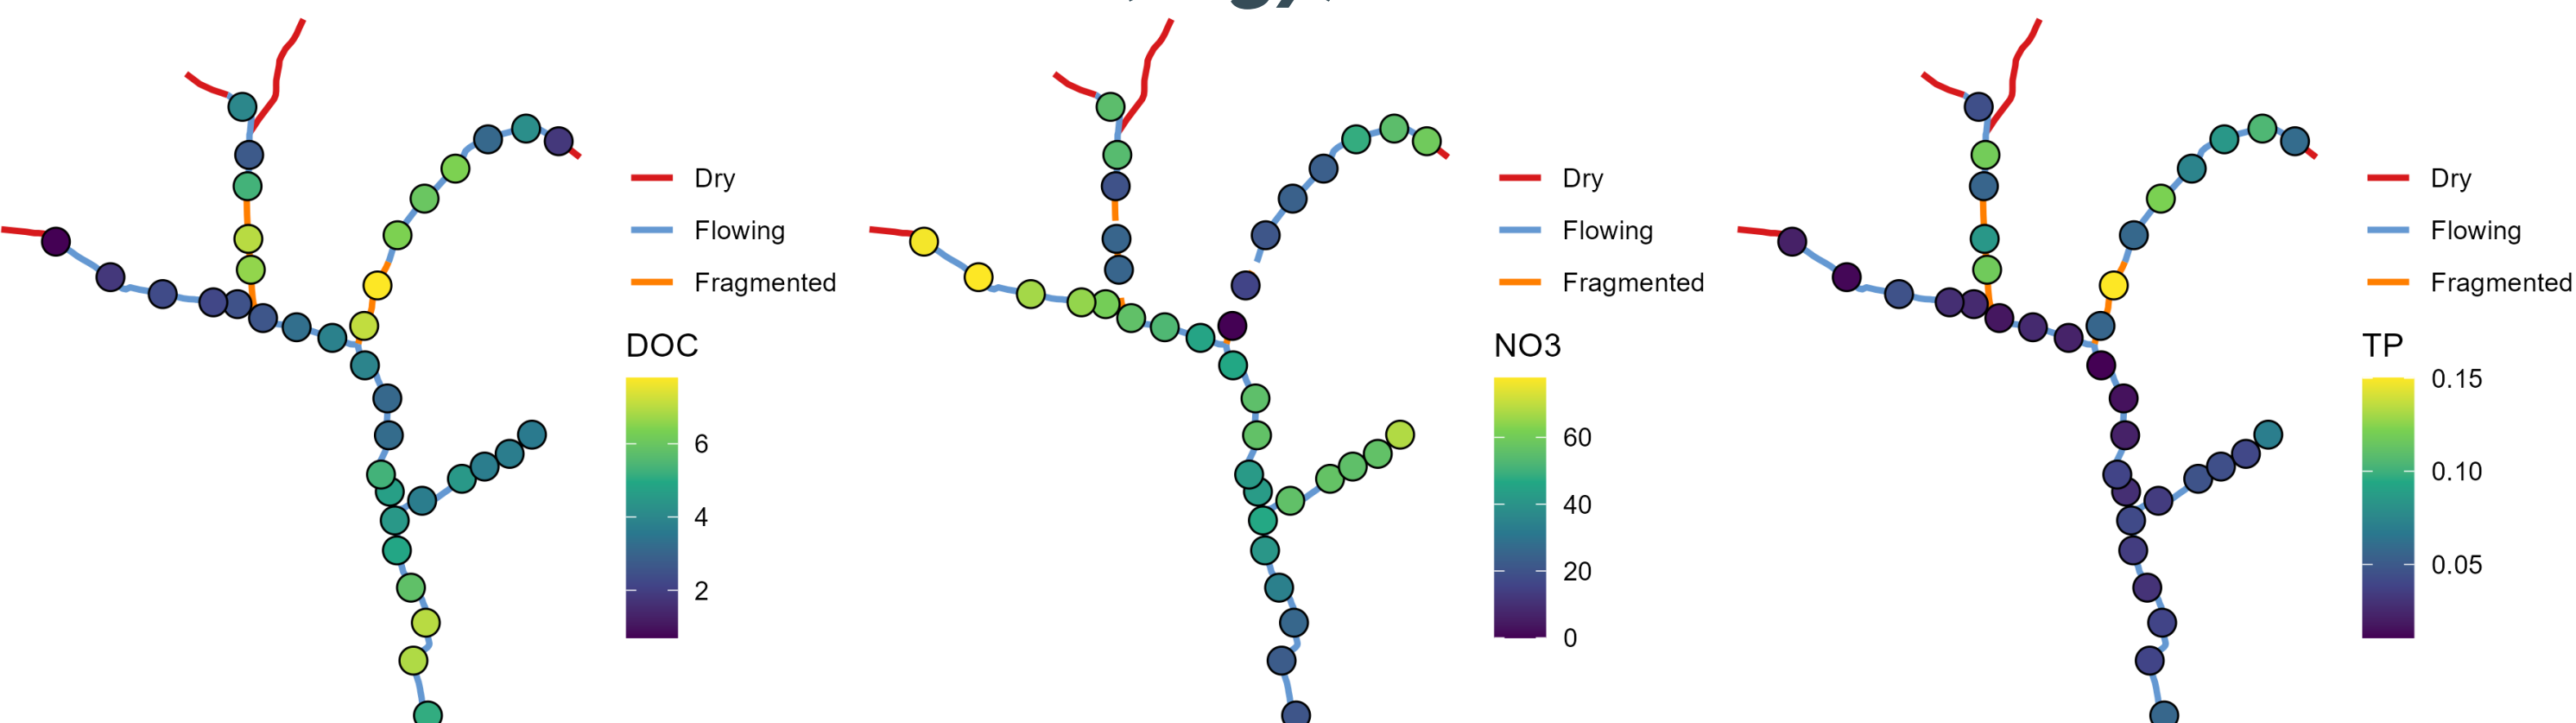 Dry
Flowing
Fragmented
DOC
6
4
2
Dry
Flowing
Fragmented
NO3
60
40
20
0
Dry
Flowing
Fragmented
TP
0.15
0.10
0.05